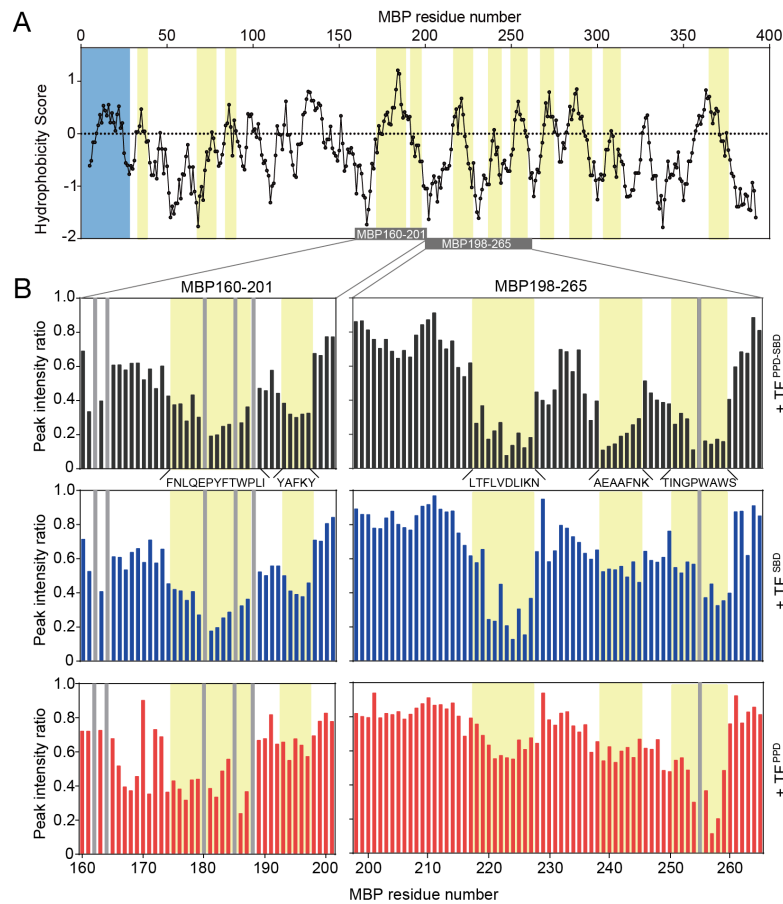 A
MBP residue number
0 50 100 150 200 250 300 350 400
Hydrophobicity Score
1
0
-1
-2
MBP160-201
MBP198-265
B
MBP160-201
MBP198-265
Peak intensity ratio
1.0
0.8
0.6
0.4
0.2
0
+ TF PPD-SBD
FNLQEPYFTWPLI YAFKY
LTFLVDLIKN AEAAFNK TINGPWAWS
Peak intensity ratio
1.0
0.8
0.6
0.4
0.2
0
+ TF SBD
Peak intensity ratio
1.0
0.8
0.6
0.4
0.2
0
+ TF PPD
160 170 180 190 200
200 210 220 230 240 250 260
MBP residue number